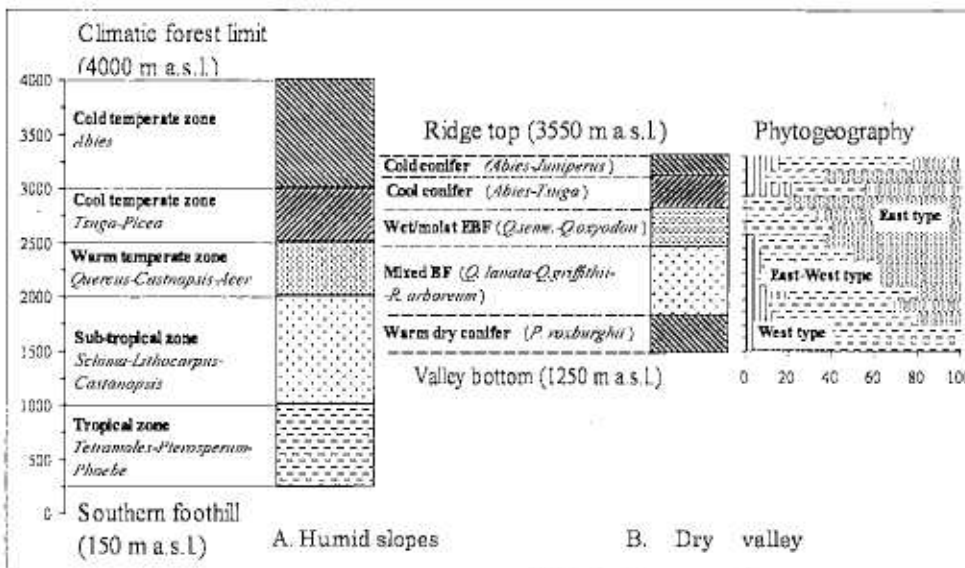 Climatic forest limit
(4000 m a.s.l.)
4000
3500
3000
2500
2000
1500
1000
500
0
Cold temperate zone
Abies
Cool temperate zone
Tsuga-Picea
Warm temperate zone
Quercus-Castnopsis-Acer
Sub-tropical zone
Schima-Lithocarpus-
Castanopsis
Tropical zone
Tetrameles-Pterosperum-
Phoebe
Southern foothill
(150 m a.s.l.)
A. Humid slopes
Ridge top (3550 m a.s.l.)
Cold conifer (Abies-Juniperus)
Cool conifer (Abies-Tsuga)
Wet/moist EBF (Q.seme.-Q.oxyodon)
Mixed BF (Q. lanata-Q.griffithii-
-R. arboreum)
Warm dry conifer (P. roxburghii)
Valley bottom (1250 m a.s.l.)
Phytogeography
East type
East-West type
West type
0 20 40 60 80 100
B. Dry valley